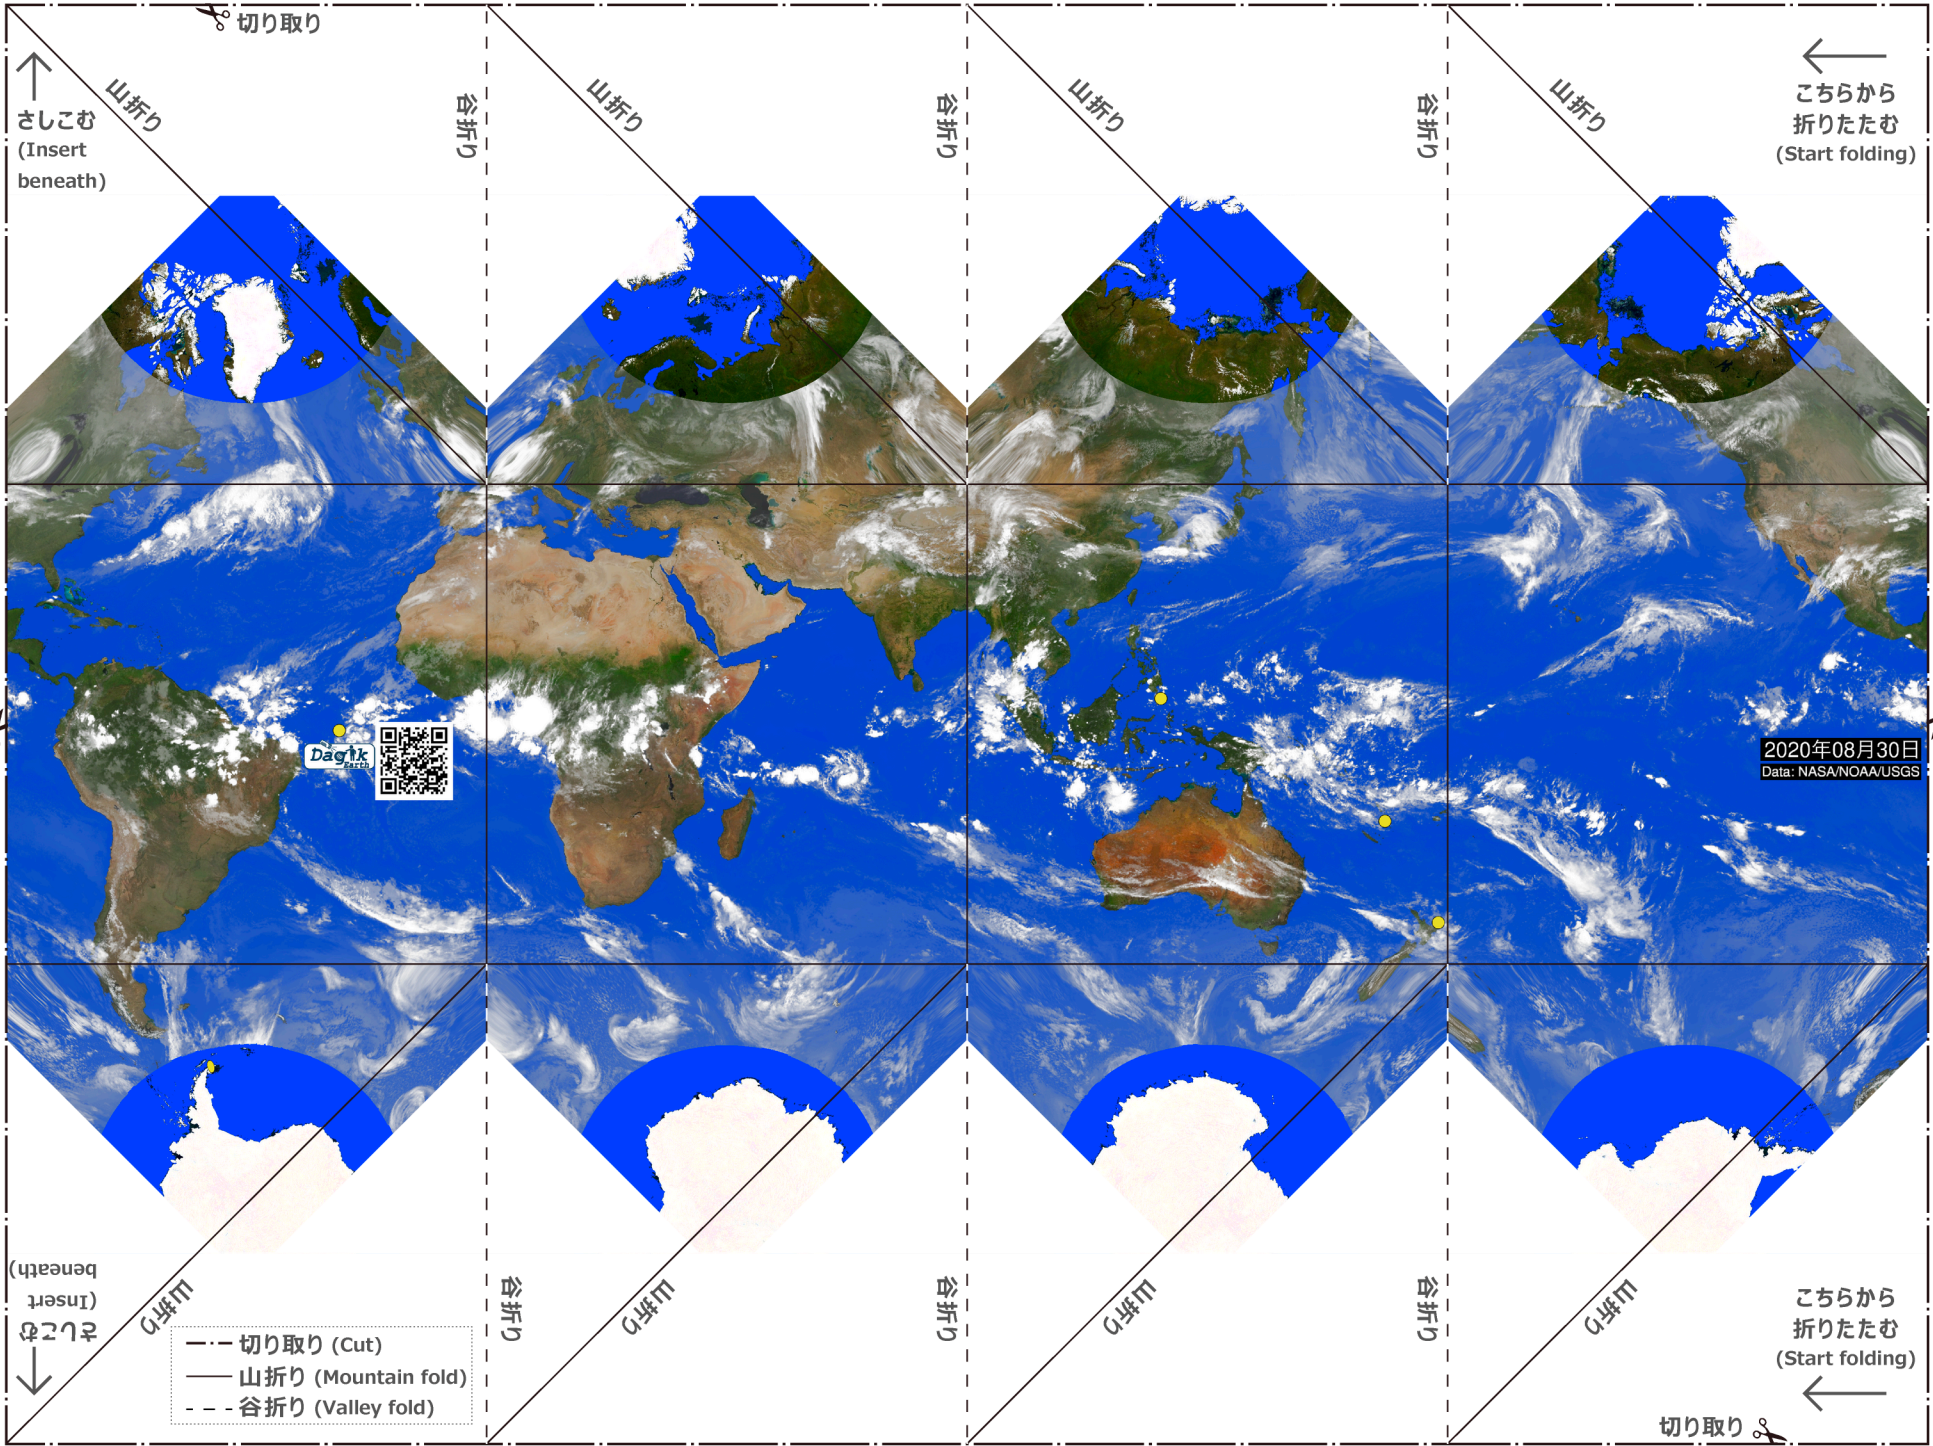 切り取り
山折り
谷折り
山折り
谷折り
山折り
谷折り
山折り
さしこむ
(Insert
beneath)
こちらから
折りたたむ
(Start folding)
Dagik
Earth
2020年08月30日
Data: NASA/NOAA/USGS
さしこむ
(Insert
beneath)
山折り
谷折り
山折り
谷折り
山折り
谷折り
山折り
こちらから
折りたたむ
(Start folding)
切り取り (Cut)
山折り (Mountain fold)
谷折り (Valley fold)
切り取り